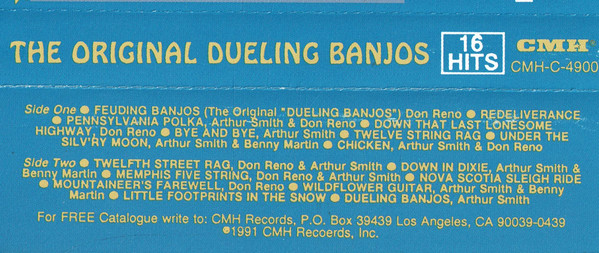 THE ORIGINAL DUELING BANJOS 16 HITS CMH® CMH-C-4900
Side One ● FEUDING BANJOS (The Original "DUELING BANJOS") Don Reno ● REDELIVERANCE
● PENNSYLVANIA POLKA, Arthur Smith & Don Reno ● DOWN THAT LAST LONESOME
HIGHWAY, Don Reno ● BYE AND BYE, Arthur Smith ● TWELVE STRING RAG ● UNDER THE
SILV'RY MOON, Arthur Smith & Benny Martin ● CHICKEN, Arthur Smith & Don Reno
Side Two ● TWELFTH STREET RAG, Don Reno & Arthur Smith ● DOWN IN DIXIE, Arthur Smith &
Benny Martin ● MEMPHIS FIVE STRING, Don Reno & Arthur Smith ● NOVA SCOTIA SLEIGH RIDE
● MOUNTAINEER'S FAREWELL, Don Reno ● WILDFLOWER GUITAR, Arthur Smith & Benny
Martin ● LITTLE FOOTPRINTS IN THE SNOW ● DUELING BANJOS, Arthur Smith
For FREE Catalogue write to: CMH Records, P.O. Box 39439 Los Angeles, CA 90039-0439
℗1991 CMH Recoerds, Inc.